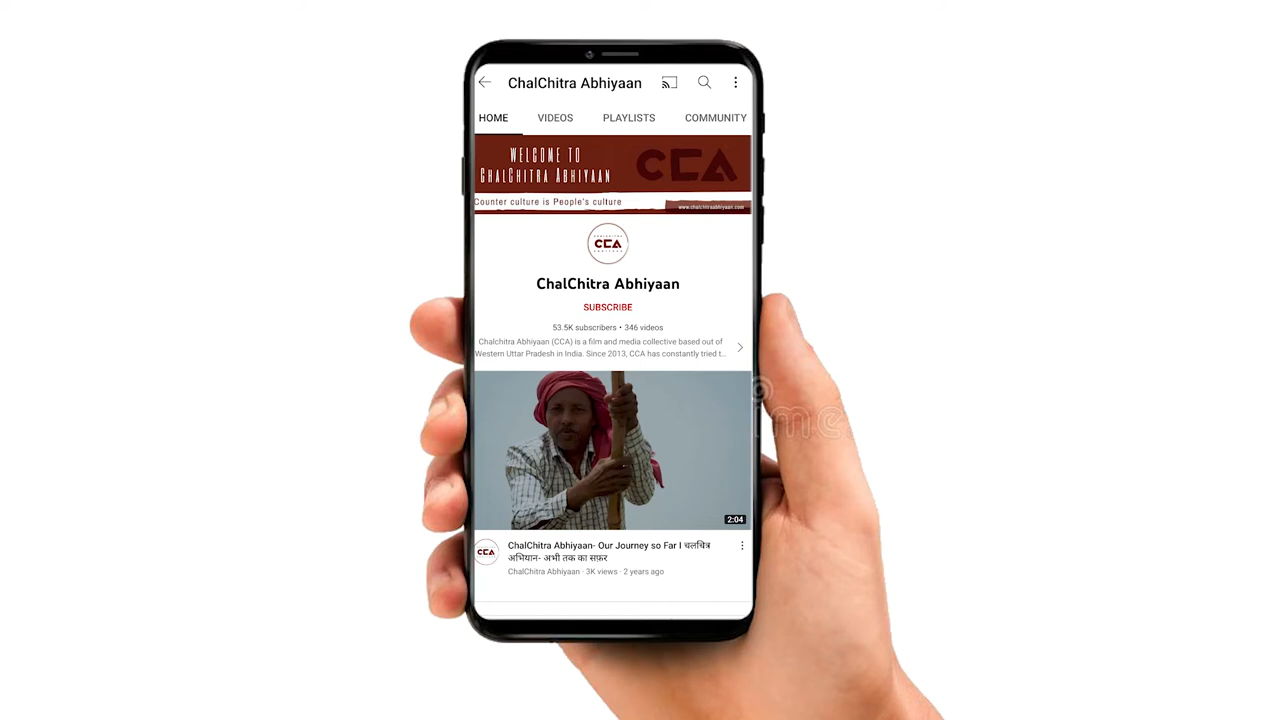 ChalChitra Abhiyaan
HOME VIDEOS PLAYLISTS COMMUNITY
WELCOME TO
CHALCHITRA ABHIYAAN
CCA
Counter culture is People's culture
www.chalchitraabhiyaan.com
CHALCHITRA
CCA
ABHIYAAN
ChalChitra Abhiyaan
SUBSCRIBE
53.5K subscribers • 346 videos
Chalchitra Abhiyaan (CCA) is a film and media collective based out of
Western Uttar Pradesh in India. Since 2013, CCA has constantly tried t...
2:04
CCA
ChalChitra Abhiyaan- Our Journey so Far I चलचित्र
अभियान- अभी तक का सफ़र
ChalChitra Abhiyaan · 3K views · 2 years ago